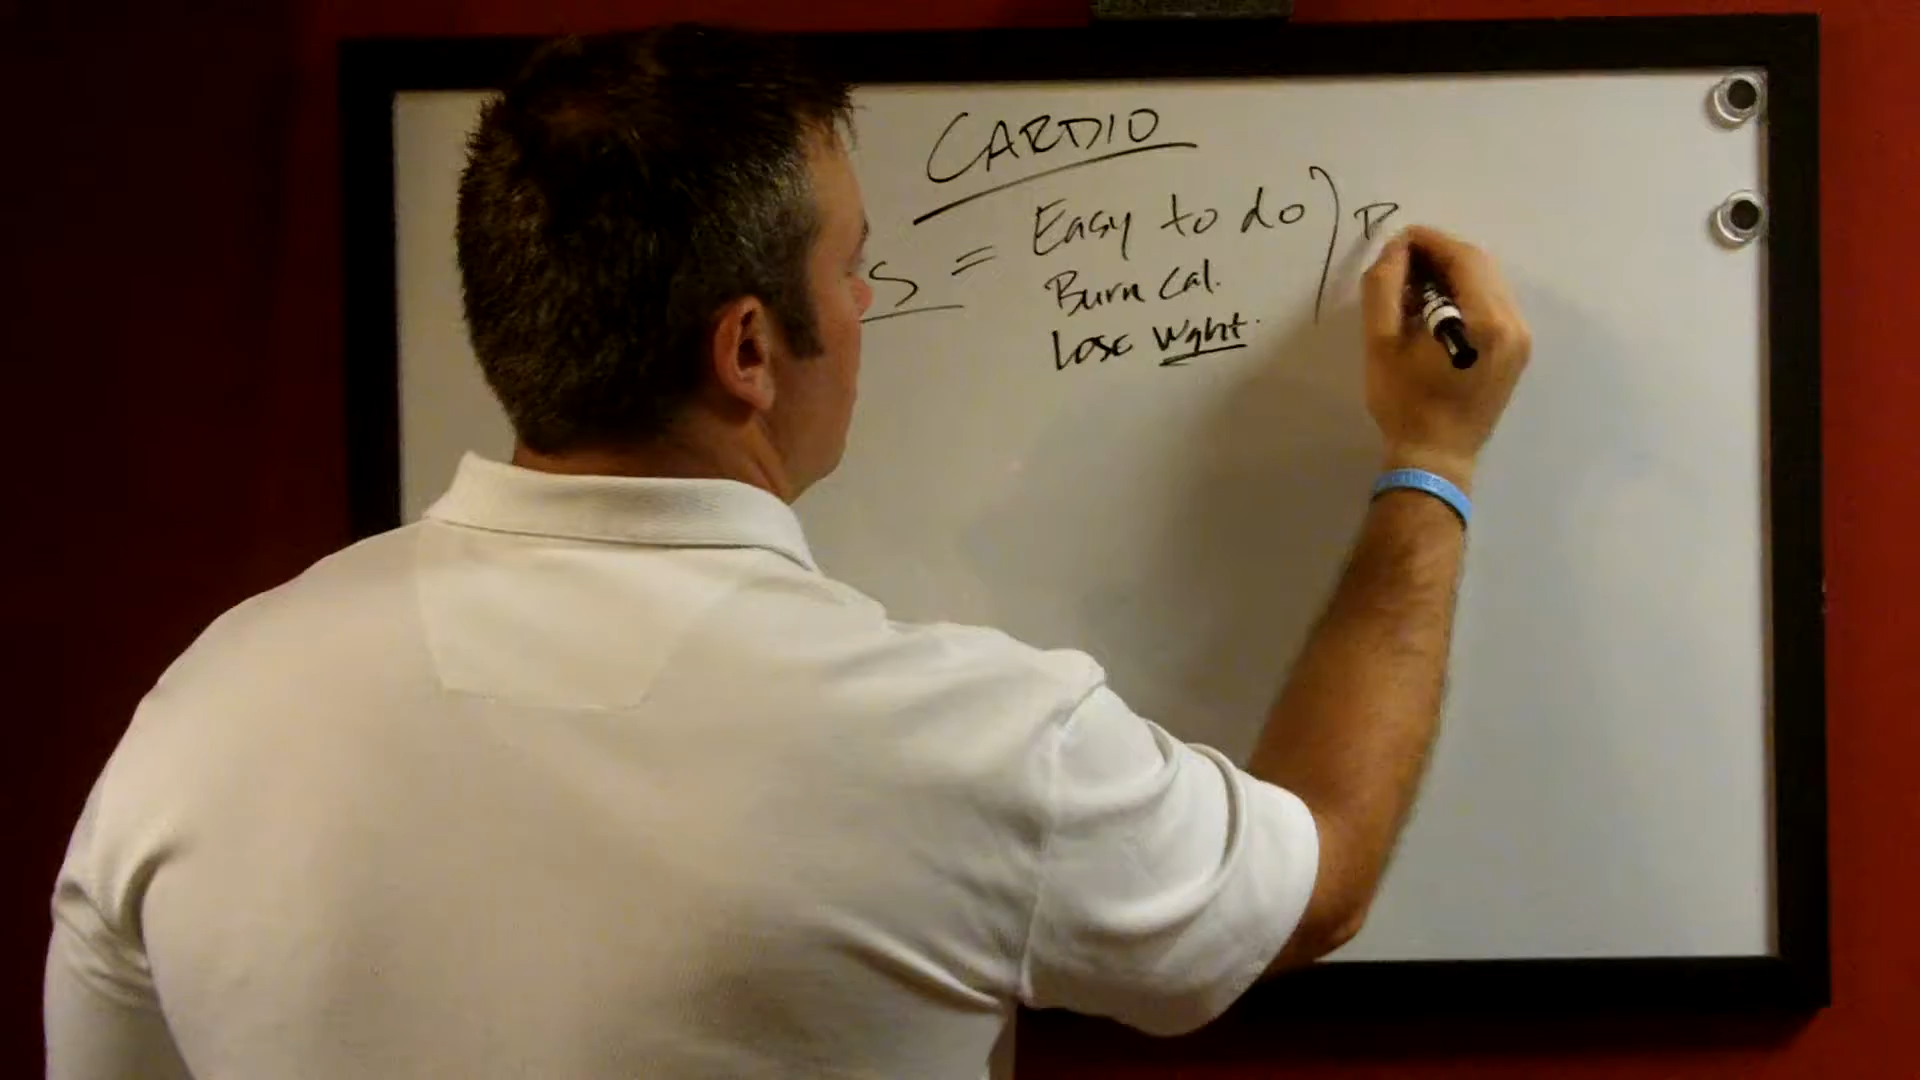 CARDIO
S = Easy to do )
Burn Cal.
Lose Wght.